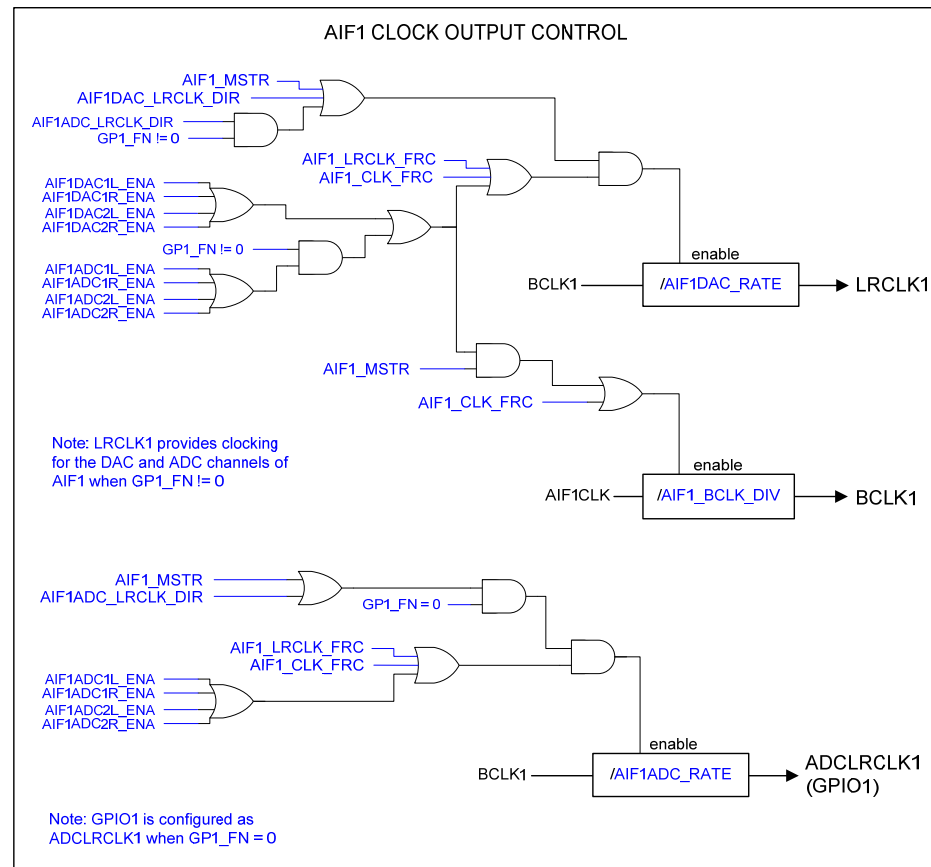 AIF1 CLOCK OUTPUT CONTROL
AIF1_MSTR
AIF1DAC_LRCLK_DIR
AIF1ADC_LRCLK_DIR
GP1_FN != 0
AIF1_LRCLK_FRC
AIF1_CLK_FRC
AIF1DAC1L_ENA
AIF1DAC1R_ENA
AIF1DAC2L_ENA
AIF1DAC2R_ENA
GP1_FN != 0
AIF1ADC1L_ENA
AIF1ADC1R_ENA
AIF1ADC2L_ENA
AIF1ADC2R_ENA
enable
BCLK1
/AIF1DAC_RATE
LRCLK1
AIF1_MSTR
AIF1_CLK_FRC
Note: LRCLK1 provides clocking
for the DAC and ADC channels of
AIF1 when GP1_FN != 0
enable
AIF1CLK
/AIF1_BCLK_DIV
BCLK1
AIF1_MSTR
AIF1ADC_LRCLK_DIR
GP1_FN = 0
AIF1_LRCLK_FRC
AIF1_CLK_FRC
AIF1ADC1L_ENA
AIF1ADC1R_ENA
AIF1ADC2L_ENA
AIF1ADC2R_ENA
enable
BCLK1
/AIF1ADC_RATE
ADCLRCLK1
(GPIO1)
Note: GPIO1 is configured as
ADCLRCLK1 when GP1_FN = 0